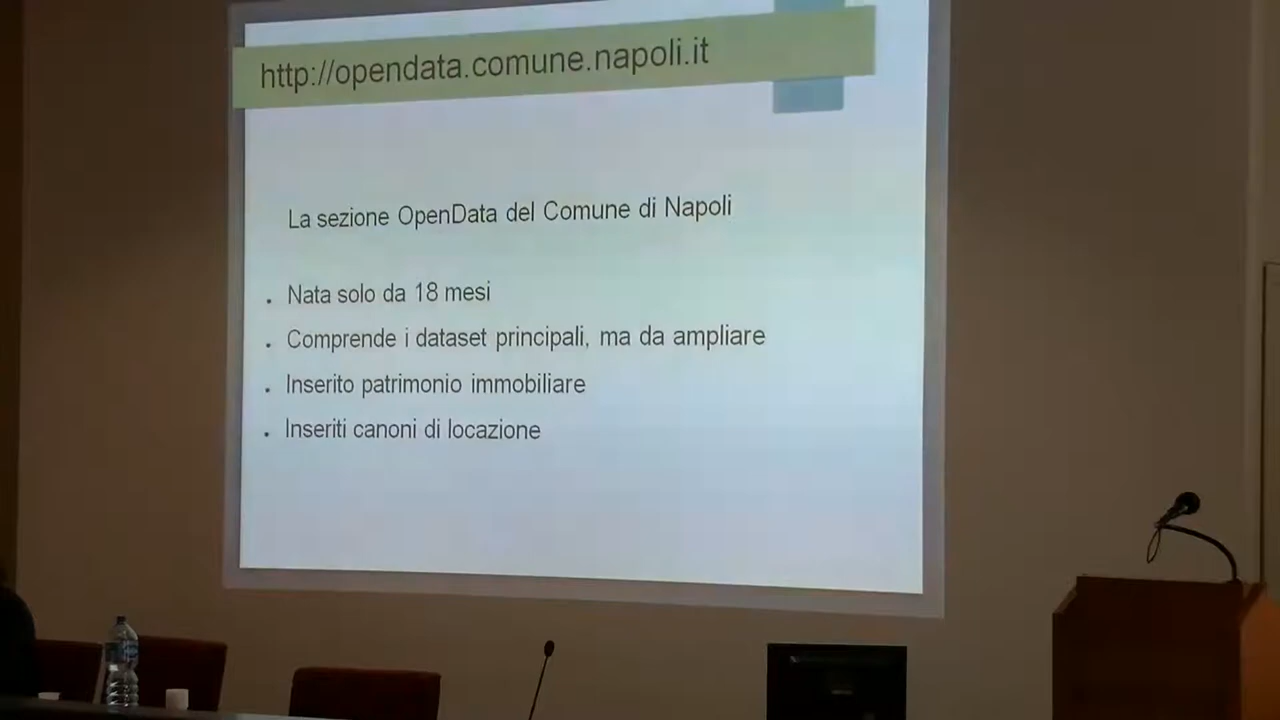 http://opendata.comune.napoli.it
La sezione OpenData del Comune di Napoli
. Nata solo da 18 mesi
. Comprende i dataset principali, ma da ampliare
. Inserito patrimonio immobiliare
. Inseriti canoni di locazione